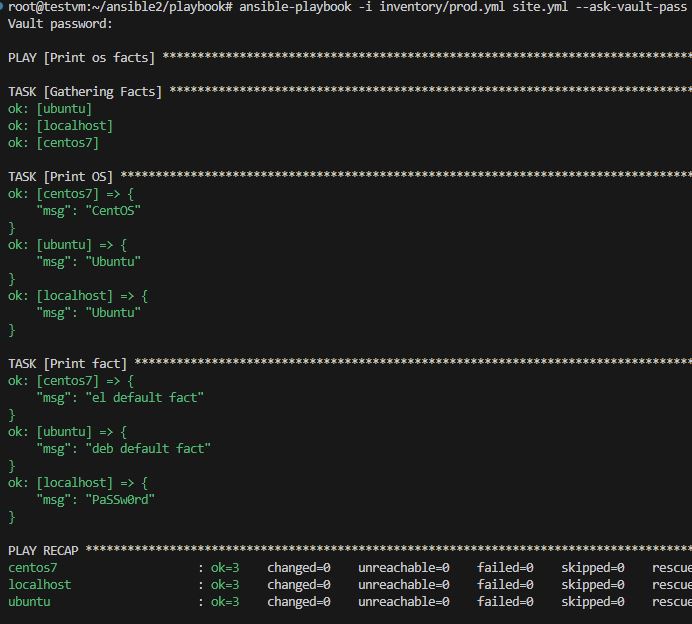 root@testvm:~/ansible2/playbook# ansible-playbook -i inventory/prod.yml site.yml --ask-vault-pass
Vault password:
PLAY [Print os facts] ******************************************************************************
TASK [Gathering Facts] *****************************************************************************
ok: [ubuntu]
ok: [localhost]
ok: [centos7]
TASK [Print OS] ************************************************************************************
ok: [centos7] => {
    "msg": "CentOS"
}
ok: [ubuntu] => {
    "msg": "Ubuntu"
}
ok: [localhost] => {
    "msg": "Ubuntu"
}
TASK [Print fact] **********************************************************************************
ok: [centos7] => {
    "msg": "el default fact"
}
ok: [ubuntu] => {
    "msg": "deb default fact"
}
ok: [localhost] => {
    "msg": "PaSSw0rd"
}
PLAY RECAP *****************************************************************************************
centos7                    : ok=3    changed=0    unreachable=0    failed=0    skipped=0    rescue
localhost                  : ok=3    changed=0    unreachable=0    failed=0    skipped=0    rescue
ubuntu                     : ok=3    changed=0    unreachable=0    failed=0    skipped=0    rescue